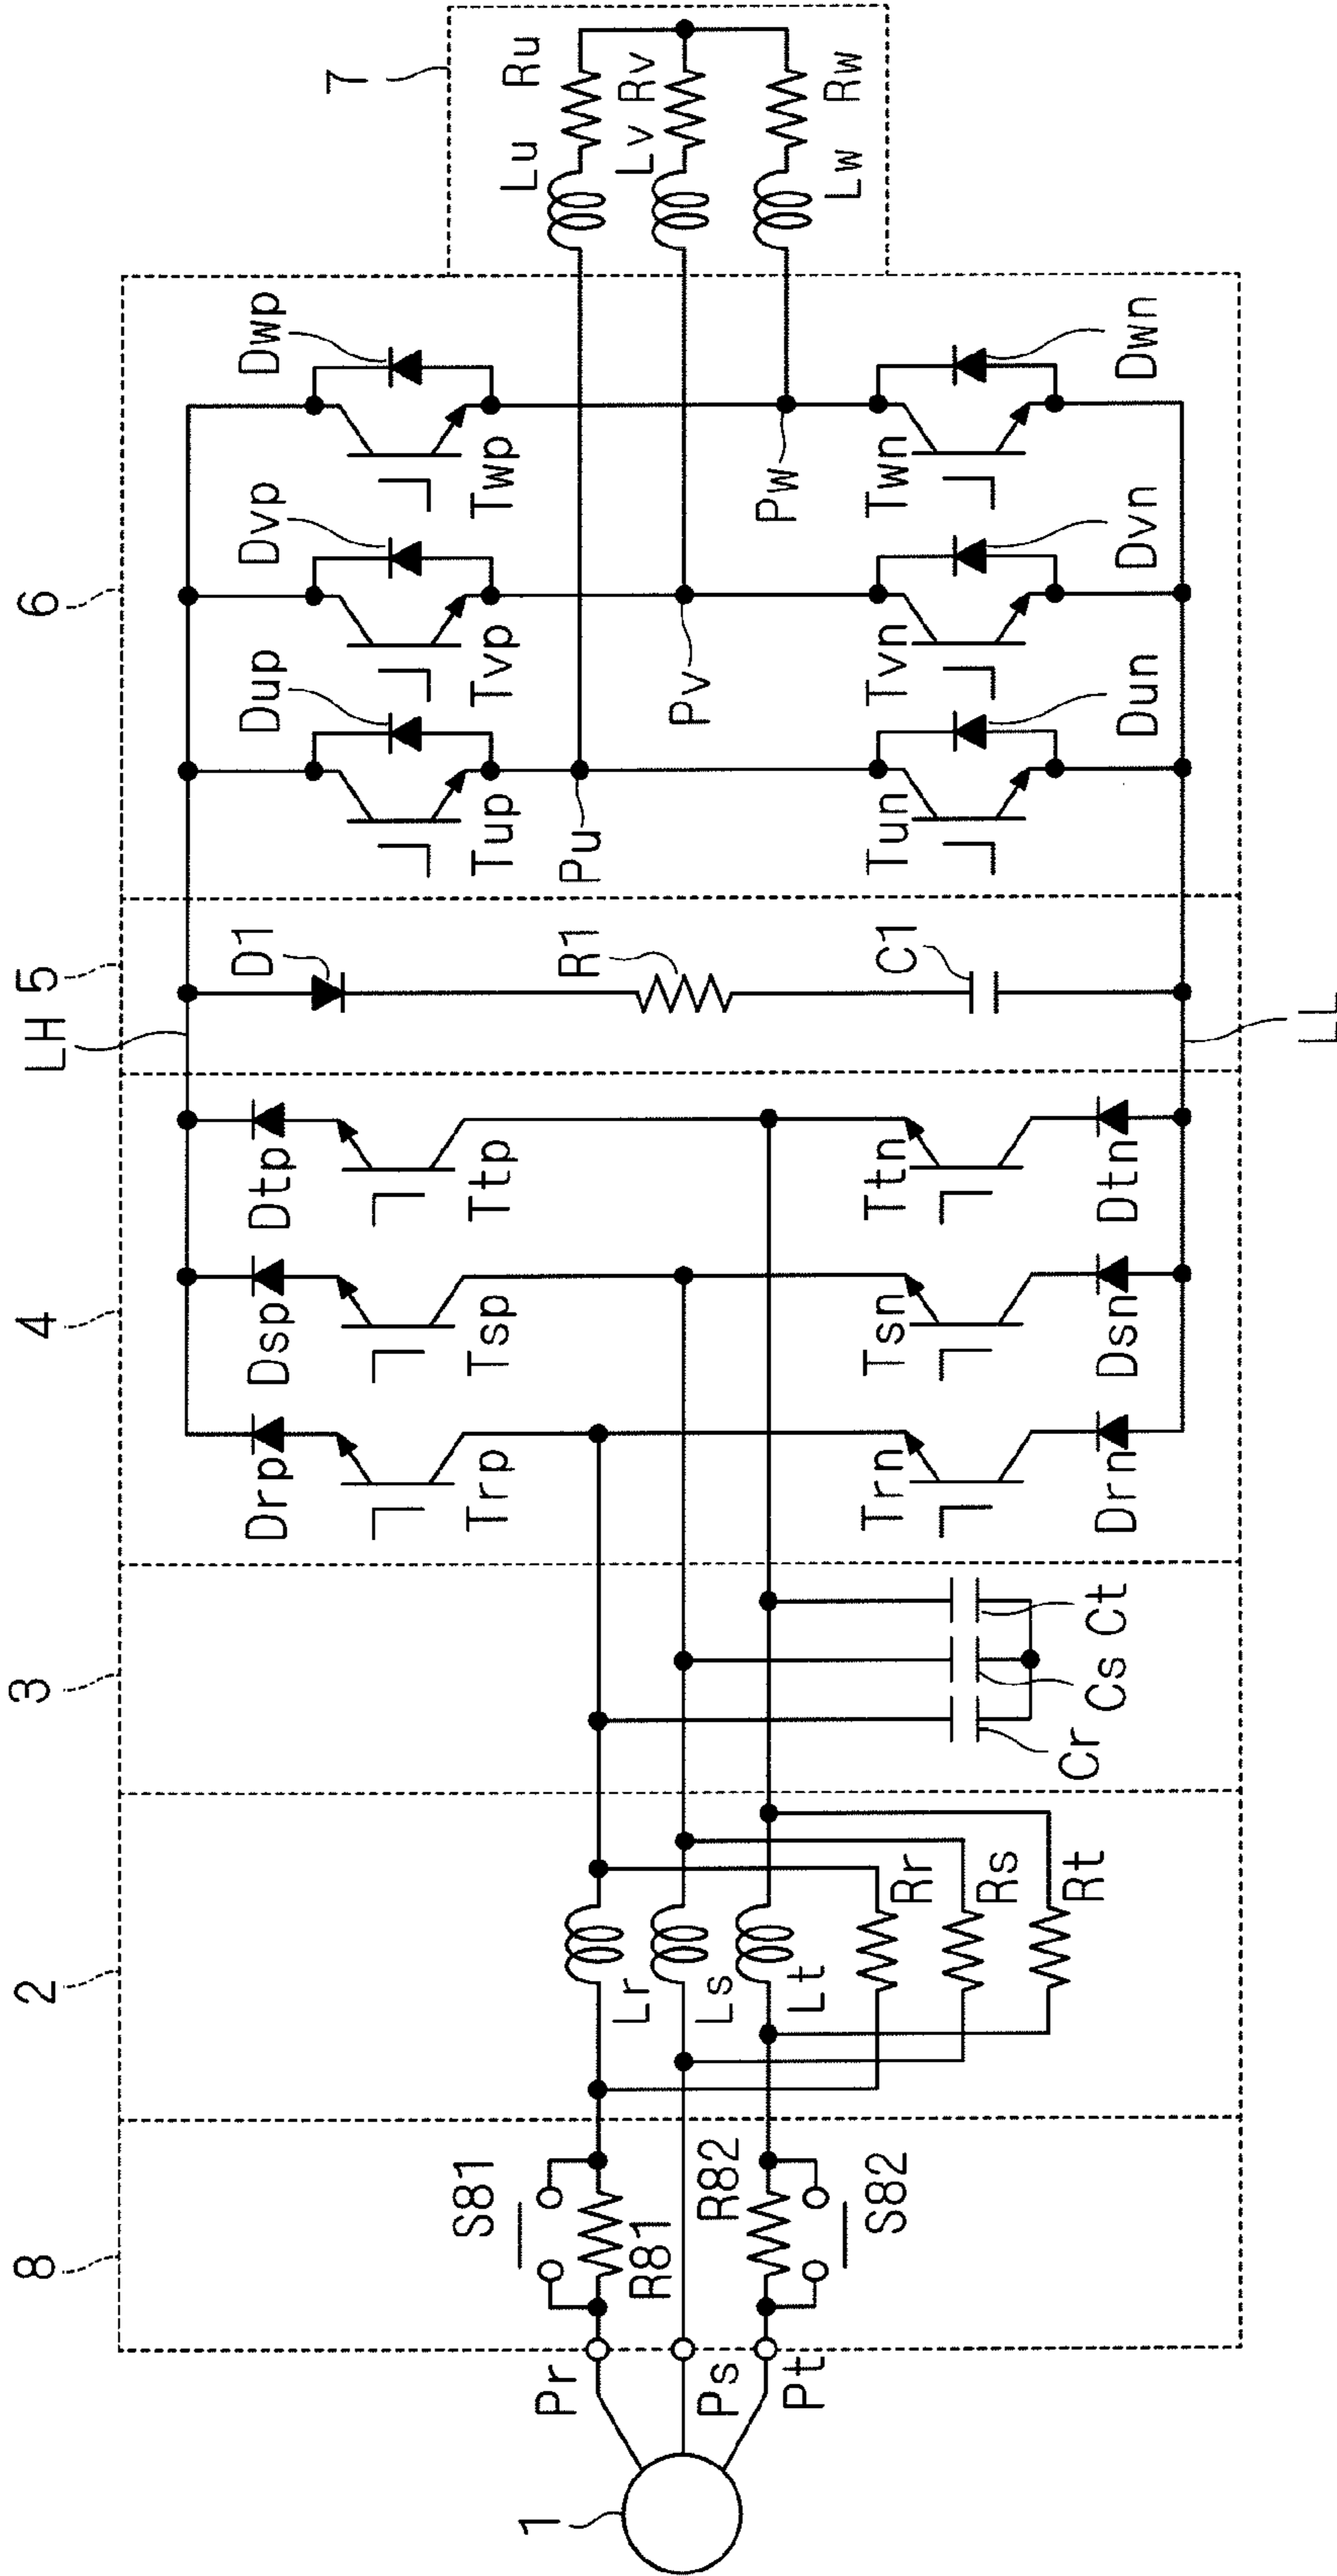 1
8
2
3
4
5
6
7
Pr
Ps
Pt
S81
R81
R82
S82
Lr
Ls
Lt
Rr
Rs
Rt
Cr
Cs
Ct
Drp
Dsp
Dtp
Trp
Tsp
Ttp
Trn
Tsn
Ttn
Drn
Dsn
Dtn
LH
D1
R1
C1
LL
Dup
Dvp
Dwp
Tup
Tvp
Twp
Pu
Pv
Pw
Tun
Tvn
Twn
Dun
Dvn
Dwn
Lu
Ru
Lv
Rv
Lw
Rw